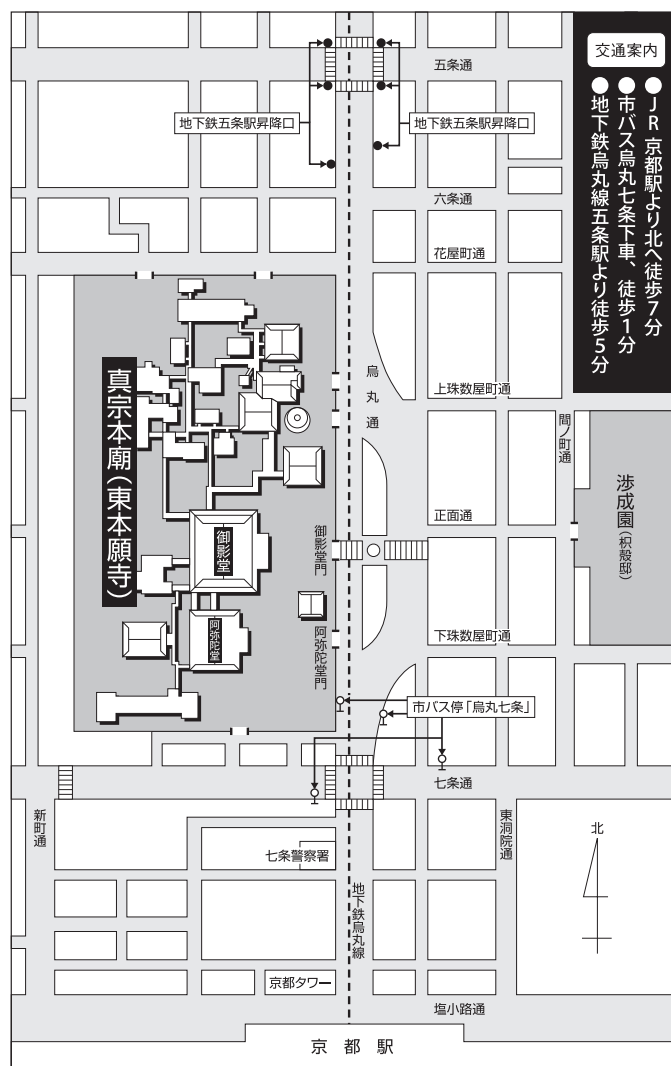 交通案内
●JR京都駅より北へ徒歩7分
●市バス烏丸七条下車、徒歩1分
●地下鉄烏丸線五条駅より徒歩5分
五条通
地下鉄五条駅昇降口
地下鉄五条駅昇降口
六条通
花屋町通
烏丸通
上珠数屋町通
間ノ町通
真宗本廟(東本願寺)
渉成園
(枳殻邸)
正面通
御影堂
御影堂門
阿弥陀堂
阿弥陀堂門
下珠数屋町通
市バス停「烏丸七条」
七条通
新町通
東洞院通
七条警察署
北
地下鉄烏丸線
京都タワー
塩小路通
京都駅